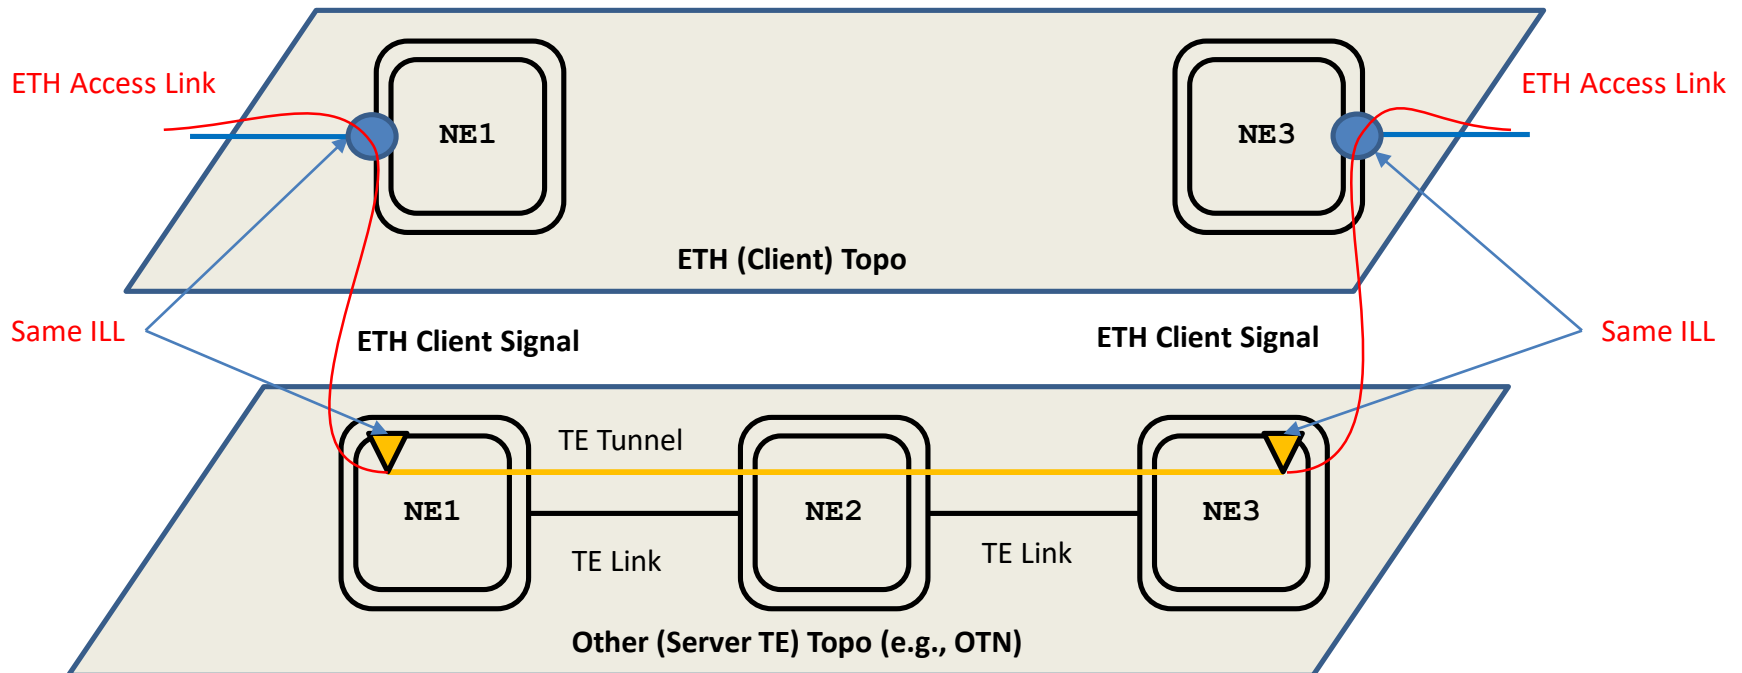 ETH Access Link
NE1
NE3
ETH Access Link
ETH (Client) Topo
Same ILL
ETH Client Signal
ETH Client Signal
Same ILL
TE Tunnel
NE1
NE2
NE3
TE Link
TE Link
Other (Server TE) Topo (e.g., OTN)